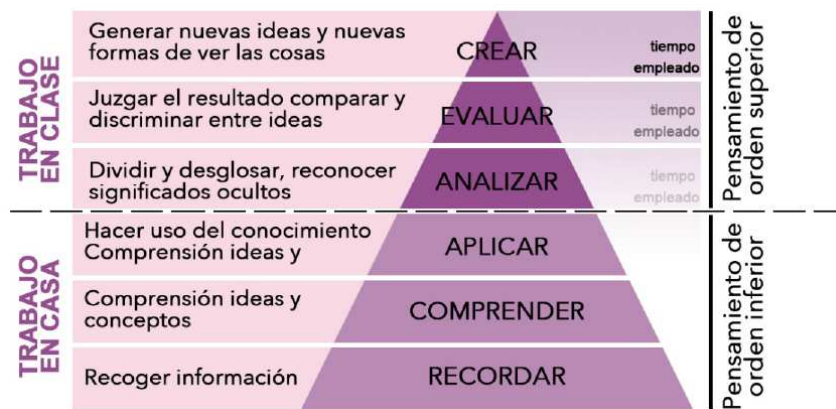 TRABAJO
EN CLASE
Generar nuevas ideas y nuevas
formas de ver las cosas
CREAR
tiempo
empleado
Juzgar el resultado comparar y
discriminar entre ideas
EVALUAR
tiempo
empleado
Dividir y desglosar, reconocer
significados ocultos
ANALIZAR
tiempo
empleado
Pensamiento de
orden superior
TRABAJO
EN CASA
Hacer uso del conocimiento
Comprensión ideas y
APLICAR
Comprensión ideas y
conceptos
COMPRENDER
Recoger información
RECORDAR
Pensamiento de
orden inferior